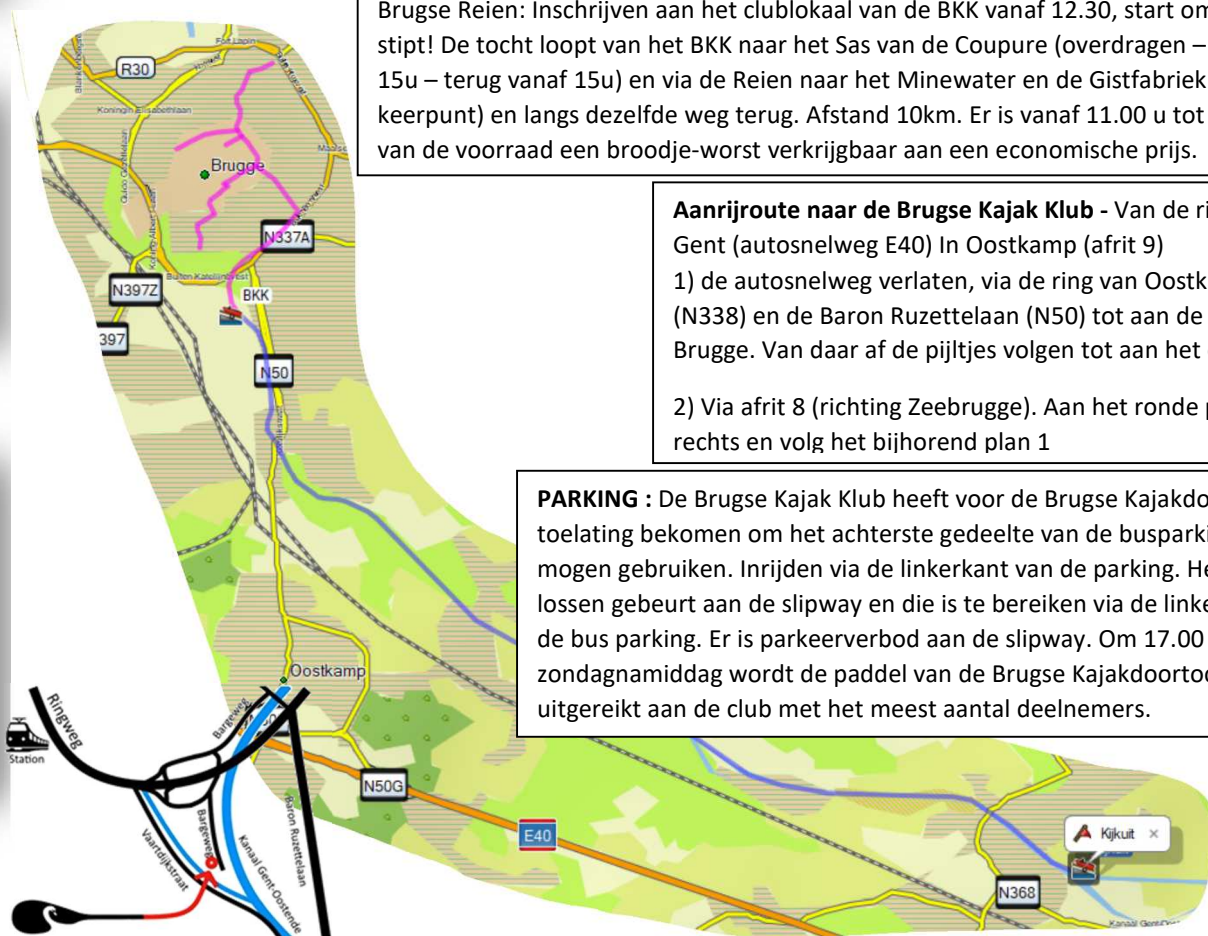 Brugse Reien: Inschrijven aan het clublokaal van de BKK vanaf 12.30, start om
stipt! De tocht loopt van het BKK naar het Sas van de Coupure (overdragen –
15u – terug vanaf 15u) en via de Reien naar het Minewater en de Gistfabriek
keerpunt) en langs dezelfde weg terug. Afstand 10km. Er is vanaf 11.00 u tot
van de voorraad een broodje-worst verkrijgbaar aan een economische prijs.
Aanrijroute naar de Brugse Kajak Klub - Van de ri
Gent (autosnelweg E40) In Oostkamp (afrit 9)
1) de autosnelweg verlaten, via de ring van Oostk
(N338) en de Baron Ruzettelaan (N50) tot aan de
Brugge. Van daar af de pijltjes volgen tot aan het
2) Via afrit 8 (richting Zeebrugge). Aan het ronde p
rechts en volg het bijhorend plan 1
PARKING : De Brugse Kajak Klub heeft voor de Brugse Kajakdo
toelating bekomen om het achterste gedeelte van de busparki
mogen gebruiken. Inrijden via de linkerkant van de parking. He
lossen gebeurt aan de slipway en die is te bereiken via de linke
de bus parking. Er is parkeerverbod aan de slipway. Om 17.00
zondagnamiddag wordt de paddel van de Brugse Kajakdoortoc
uitgereikt aan de club met het meest aantal deelnemers.
Fort Lapin
R30
Koningin Elisabethlaan
Brugge
N337A
Buiten Katelijnevest
N397Z
BKK
397
N50
Oostkamp
N50G
E40
Kijkuit
N368
Kanaal Gent-Oost
Ringweg
Station
Bargeweg
Bargeweg
Vaartdijkstraat
Kanaal Gent-Oostende
Baron Ruzettelaan